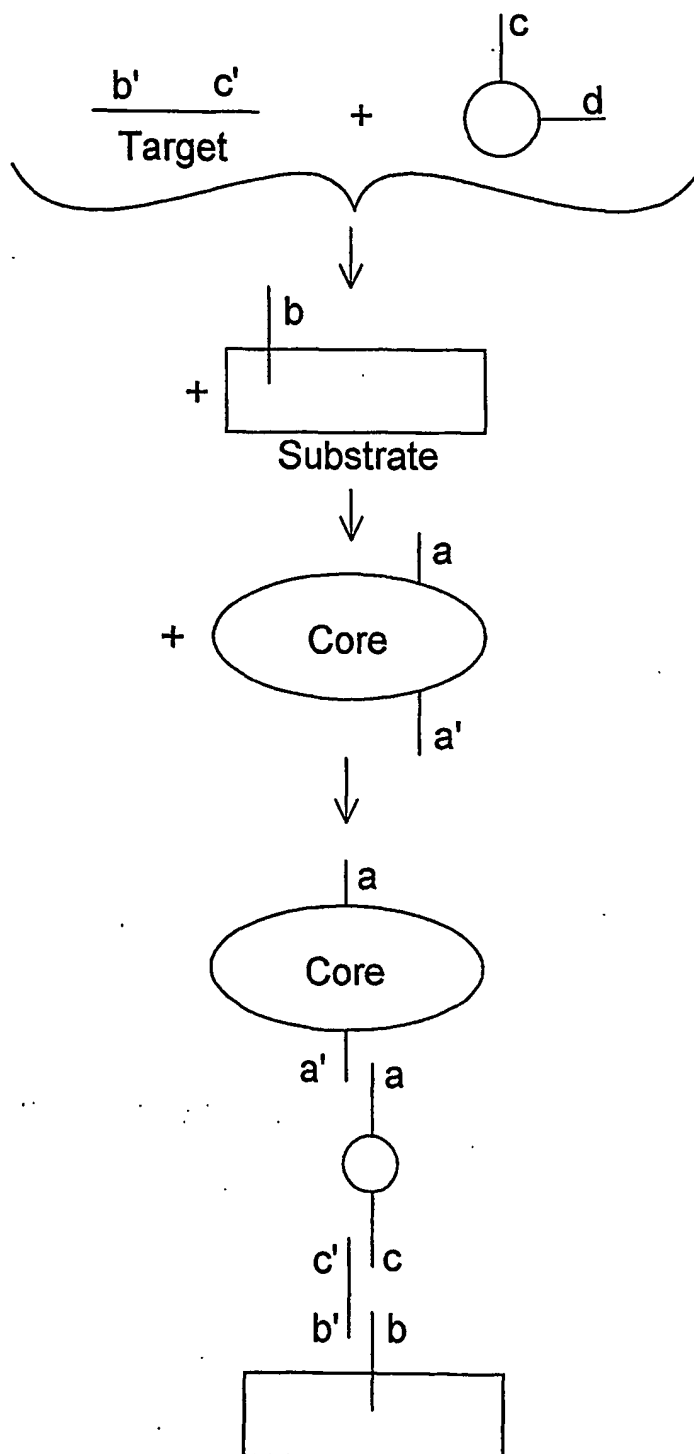 c
b' c' + d
Target
b
+
Substrate
a
+ Core
a'
a
Core
a' a
c' c
b' b